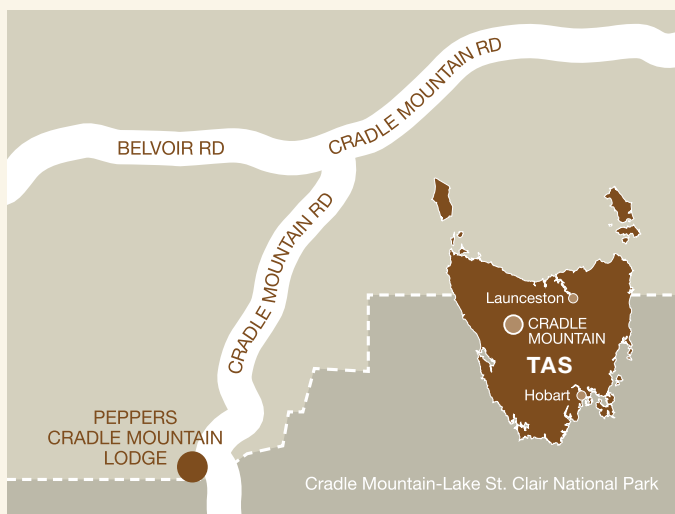 CRADLE MOUNTAIN RD
BELVOIR RD
CRADLE MOUNTAIN RD
Launceston
CRADLE
MOUNTAIN
TAS
Hobart
PEPPERS
CRADLE MOUNTAIN
LODGE
Cradle Mountain-Lake St. Clair National Park